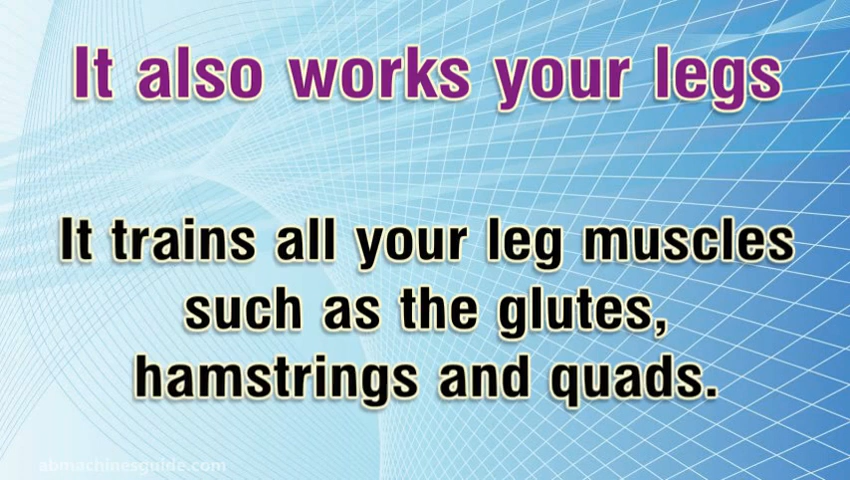 It also works your legs
It trains all your leg muscles
such as the glutes,
hamstrings and quads.
abmachinesguide.com